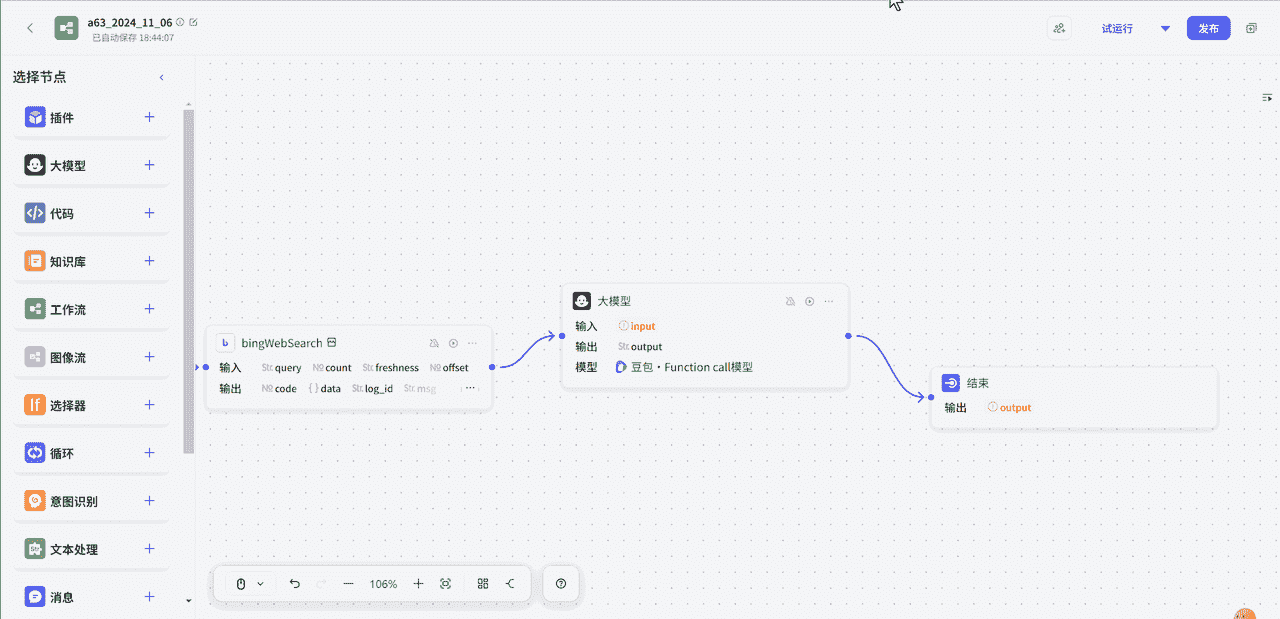 a63_2024_11_06
已自动保存 18:44:07
试运行
发布
选择节点
插件
大模型
代码
知识库
工作流
图像流
选择器
循环
意图识别
文本处理
消息
bingWebSearch
输入 Str. query No count Str. freshness No offset
输出 No code {} data Str. log_id Str. msg ...
大模型
输入 input
输出 Str. output
模型 豆包・Function call模型
结束
输出 output
106%